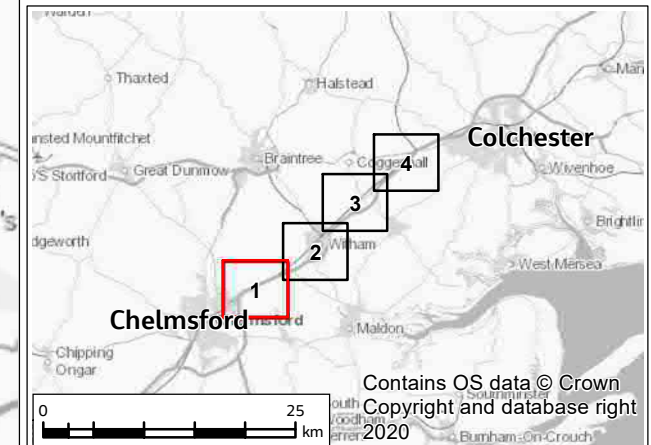 Thaxted
Halstead
Colchester
Braintree
4
Great Dunmow
Wivenhoe
3
2
Witham
West Mersea
1
Chelmsford
Maldon
Chipping
Ongar
Contains OS data © Crown
Copyright and database right
2020
0 25
km
Burnham-On-Crouch